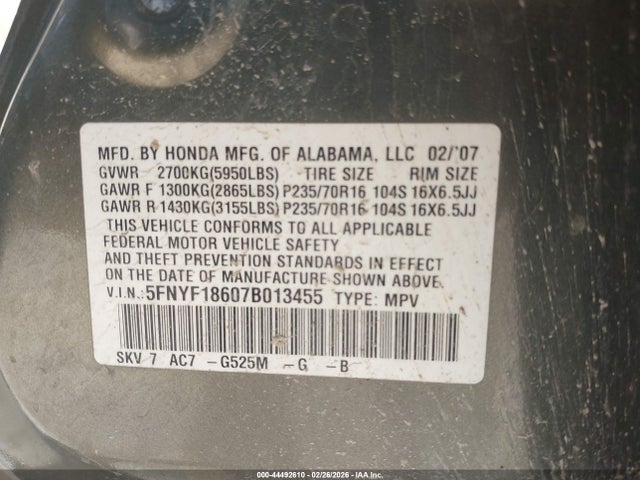 MFD. BY HONDA MFG. OF ALABAMA, LLC 02/'07
GVWR 2700KG(5950LBS) TIRE SIZE RIM SIZE
GAWR F 1300KG(2865LBS) P235/70R16 104S 16X6.5JJ
GAWR R 1430KG(3155LBS) P235/70R16 104S 16X6.5JJ
THIS VEHICLE CONFORMS TO ALL APPLICABLE
FEDERAL MOTOR VEHICLE SAFETY
AND THEFT PREVENTION STANDARDS IN EFFECT
ON THE DATE OF MANUFACTURE SHOWN ABOVE.
V.I.N.:5FNYF18607B013455 TYPE: MPV
SKV 7 AC7 -G525M -G -B
000-44492610 - 02/26/2026 - IAAI.COM